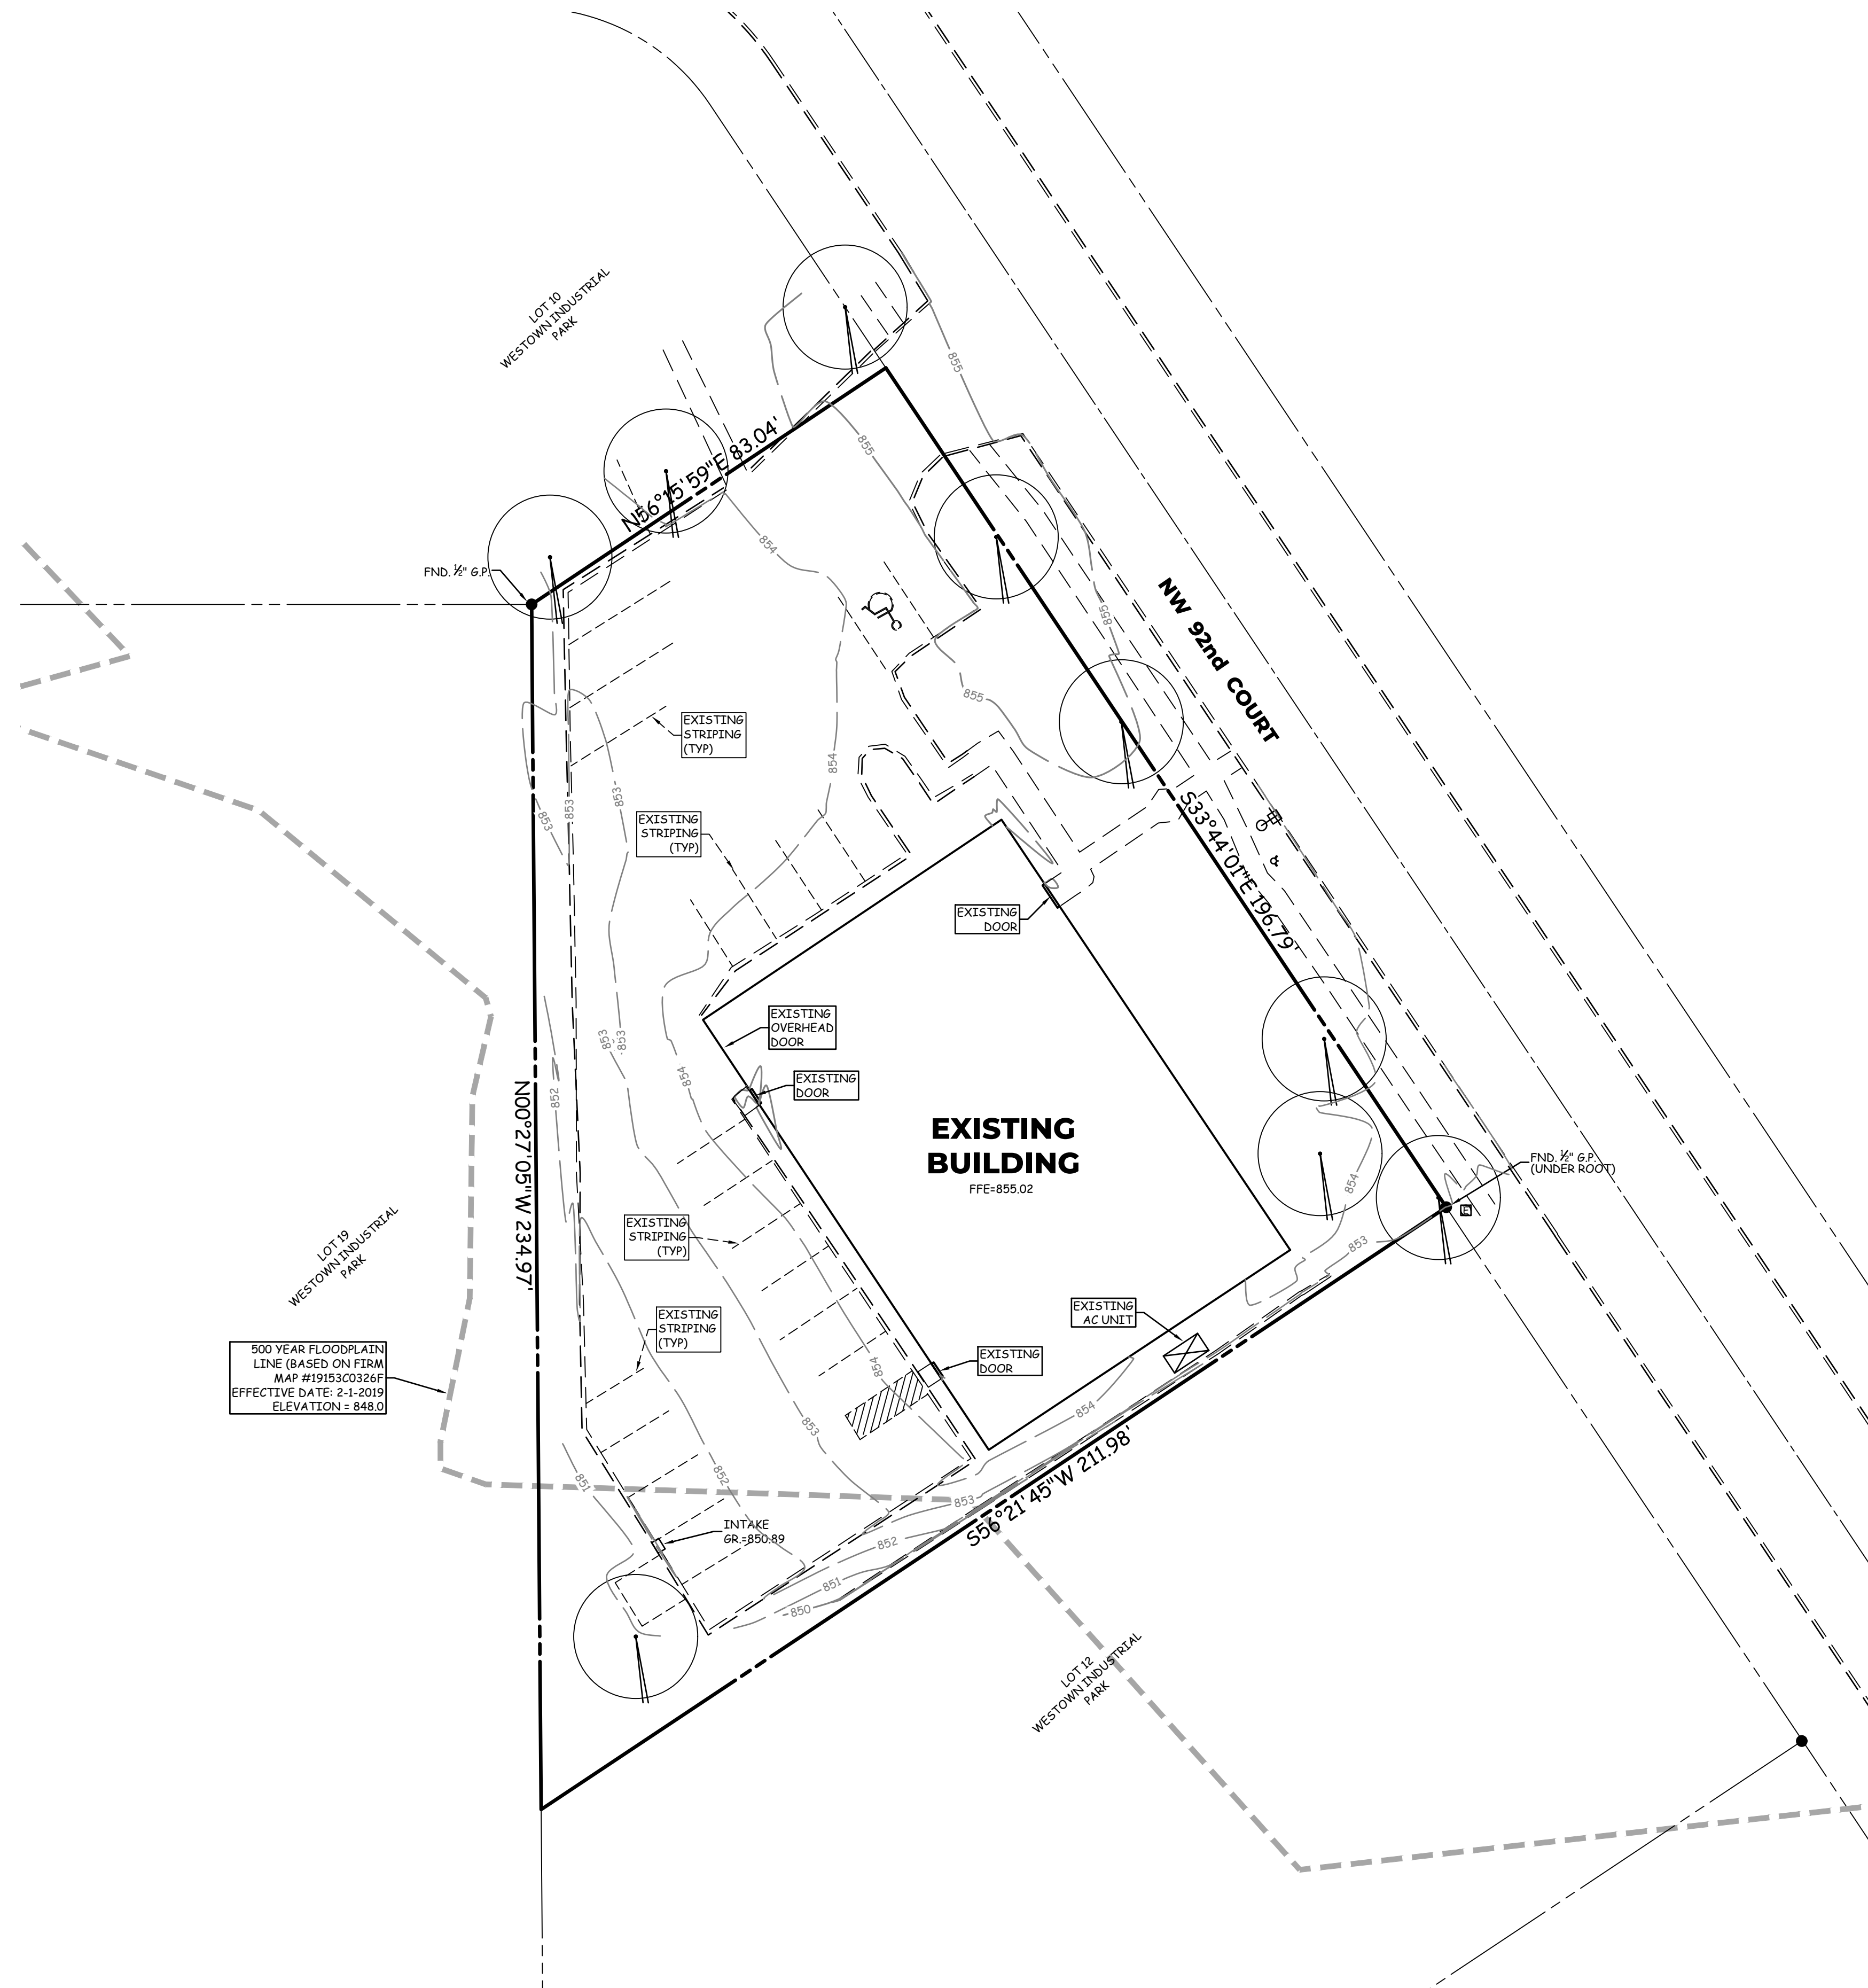 LOT 10
WESTOWN INDUSTRIAL
PARK
855
N56°15'59"E 83.04'
855
854
FND. ½" G.P.
855
NW 92nd COURT
855
EXISTING
STRIPING
(TYP)
854
853
853
853
EXISTING
STRIPING
(TYP)
S33°44'01"E 196.79'
&
EXISTING
DOOR
EXISTING
OVERHEAD
DOOR
853
853
854
EXISTING
DOOR
852
N00°27'05"W 234.97'
EXISTING
BUILDING
FFE=855.02
FND. ½" G.P.
(UNDER ROOT)
E
854
853
LOT 19
WESTOWN INDUSTRIAL
PARK
EXISTING
STRIPING
(TYP)
EXISTING
AC UNIT
EXISTING
STRIPING
(TYP)
500 YEAR FLOODPLAIN
LINE (BASED ON FIRM
MAP #19153C0326F
EFFECTIVE DATE: 2-1-2019
ELEVATION = 848.0
EXISTING
DOOR
854
854
853
852
851
853
S56°21'45"W 211.98'
INTAKE
GR.=850.89
852
851
850
LOT 12
WESTOWN INDUSTRIAL
PARK